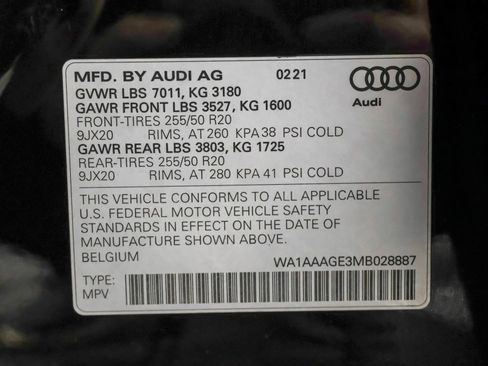 MFD. BY AUDI AG 0221
GVWR LBS 7011, KG 3180
GAWR FRONT LBS 3527, KG 1600
FRONT-TIRES 255/50 R20
9JX20 RIMS, AT 260 KPA 38 PSI COLD
GAWR REAR LBS 3803, KG 1725
REAR-TIRES 255/50 R20
9JX20 RIMS, AT 280 KPA 41 PSI COLD
Audi
THIS VEHICLE CONFORMS TO ALL APPLICABLE
U.S. FEDERAL MOTOR VEHICLE SAFETY
STANDARDS IN EFFECT ON THE DATE OF
MANUFACTURE SHOWN ABOVE.
BELGIUM WA1AAAGE3MB028887
TYPE:
MPV